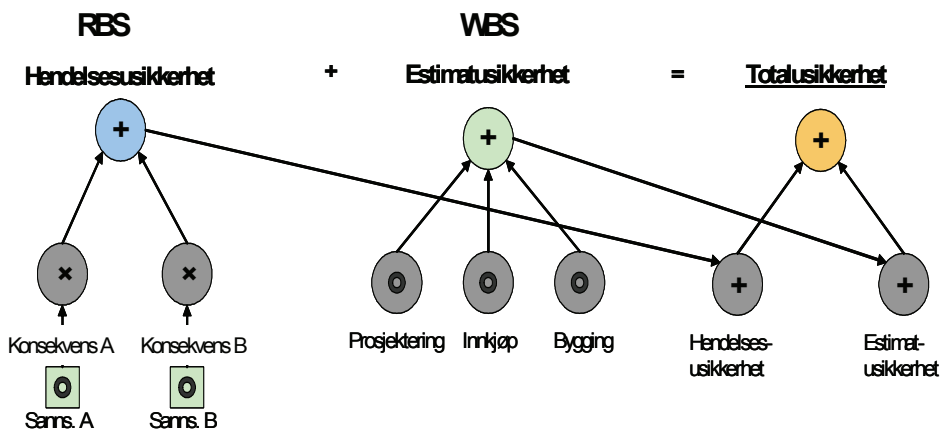 RBS WBS
Hendelsesusikkerhet + Estimatusikkerhet = Totalusikkerhet
+ + +
× × + +
Prosjektering Innkjøp Bygging Hendelses-
usikkerhet Estimat-
usikkerhet
Konsekvens A Konsekvens B
Sanns. A Sanns. B